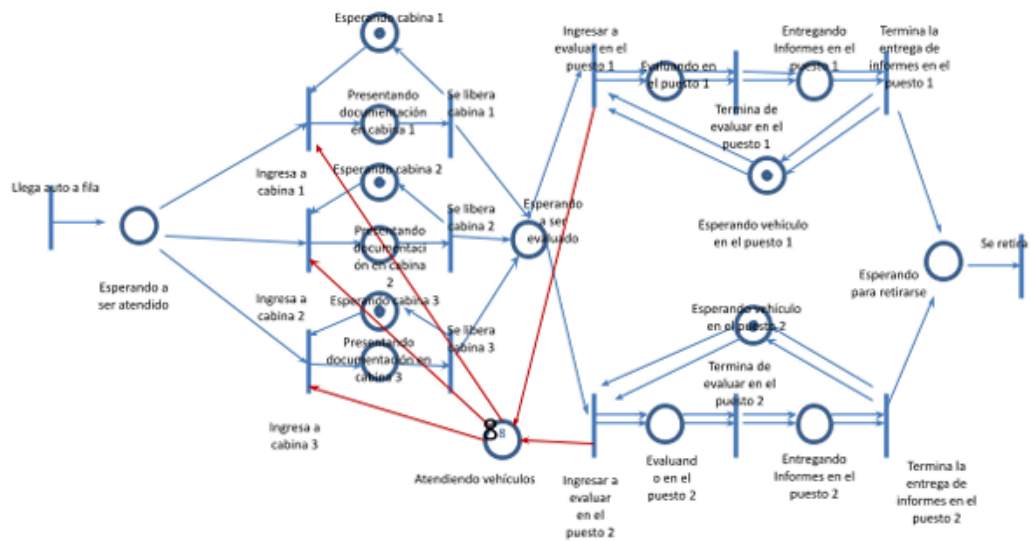 Esperando cabina 1
Presentando
documentación
en cabina 1
Se libera
cabina 1
Ingresa a
cabina 1
Esperando cabina 2
Se libera
cabina 2
Presentando
documentaci
ón en cabina
2
Ingresa a
cabina 2
Esperando cabina 3
Se libera
cabina 3
Presentando
documentación en
cabina 3
Ingresa a
cabina 3
Llega auto a fila
Esperando a
ser atendido
Esperando
a ser
evaluado
8
8
Atendiendo vehículos
Ingresar a
evaluar en el
puesto 1
Evaluando en
el puesto 1
Termina de
evaluar en el
puesto 1
Entregando
Informes en el
puesto 1
Termina la
entrega de
informes en el
puesto 1
Esperando vehículo
en el puesto 1
Esperando
para retirarse
Se retira
Esperando vehículo
en el puesto 2
Termina de
evaluar en el
puesto 2
Ingresar a
evaluar
en el
puesto 2
Evaluand
o en el
puesto 2
Entregando
Informes en el
puesto 2
Termina la
entrega de
informes en el
puesto 2